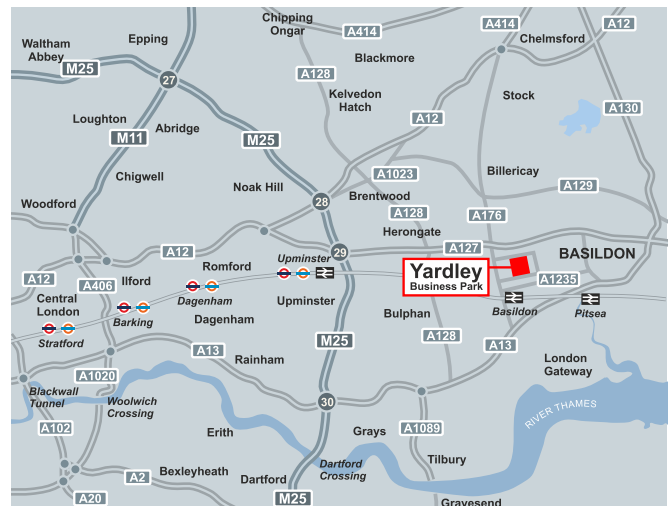 Chipping
Ongar
A414
A414
A12
Epping
Chelmsford
Waltham
Abbey
M25
Blackmore
A128
27
Kelvedon
Hatch
Stock
A130
Loughton
Abridge
A12
M11
M25
Chigwell
Billericay
A1023
Noak Hill
A129
Woodford
28
Brentwood
A128
A176
Herongate
A12
Upminster
29
A127
BASILDON
Romford
Yardley
Business Park
A12
A406
Ilford
A1235
Central
London
Dagenham
Upminster
Barking
Basildon
Pitsea
Dagenham
Bulphan
Stratford
M25
A128
A13
A13
Rainham
London
Gateway
A1020
Blackwall
Tunnel
Woolwich
Crossing
30
RIVER THAMES
A102
Erith
Grays
A1089
Bexleyheath
Dartford
Crossing
Tilbury
A2
Dartford
A20
M25
Gravesend